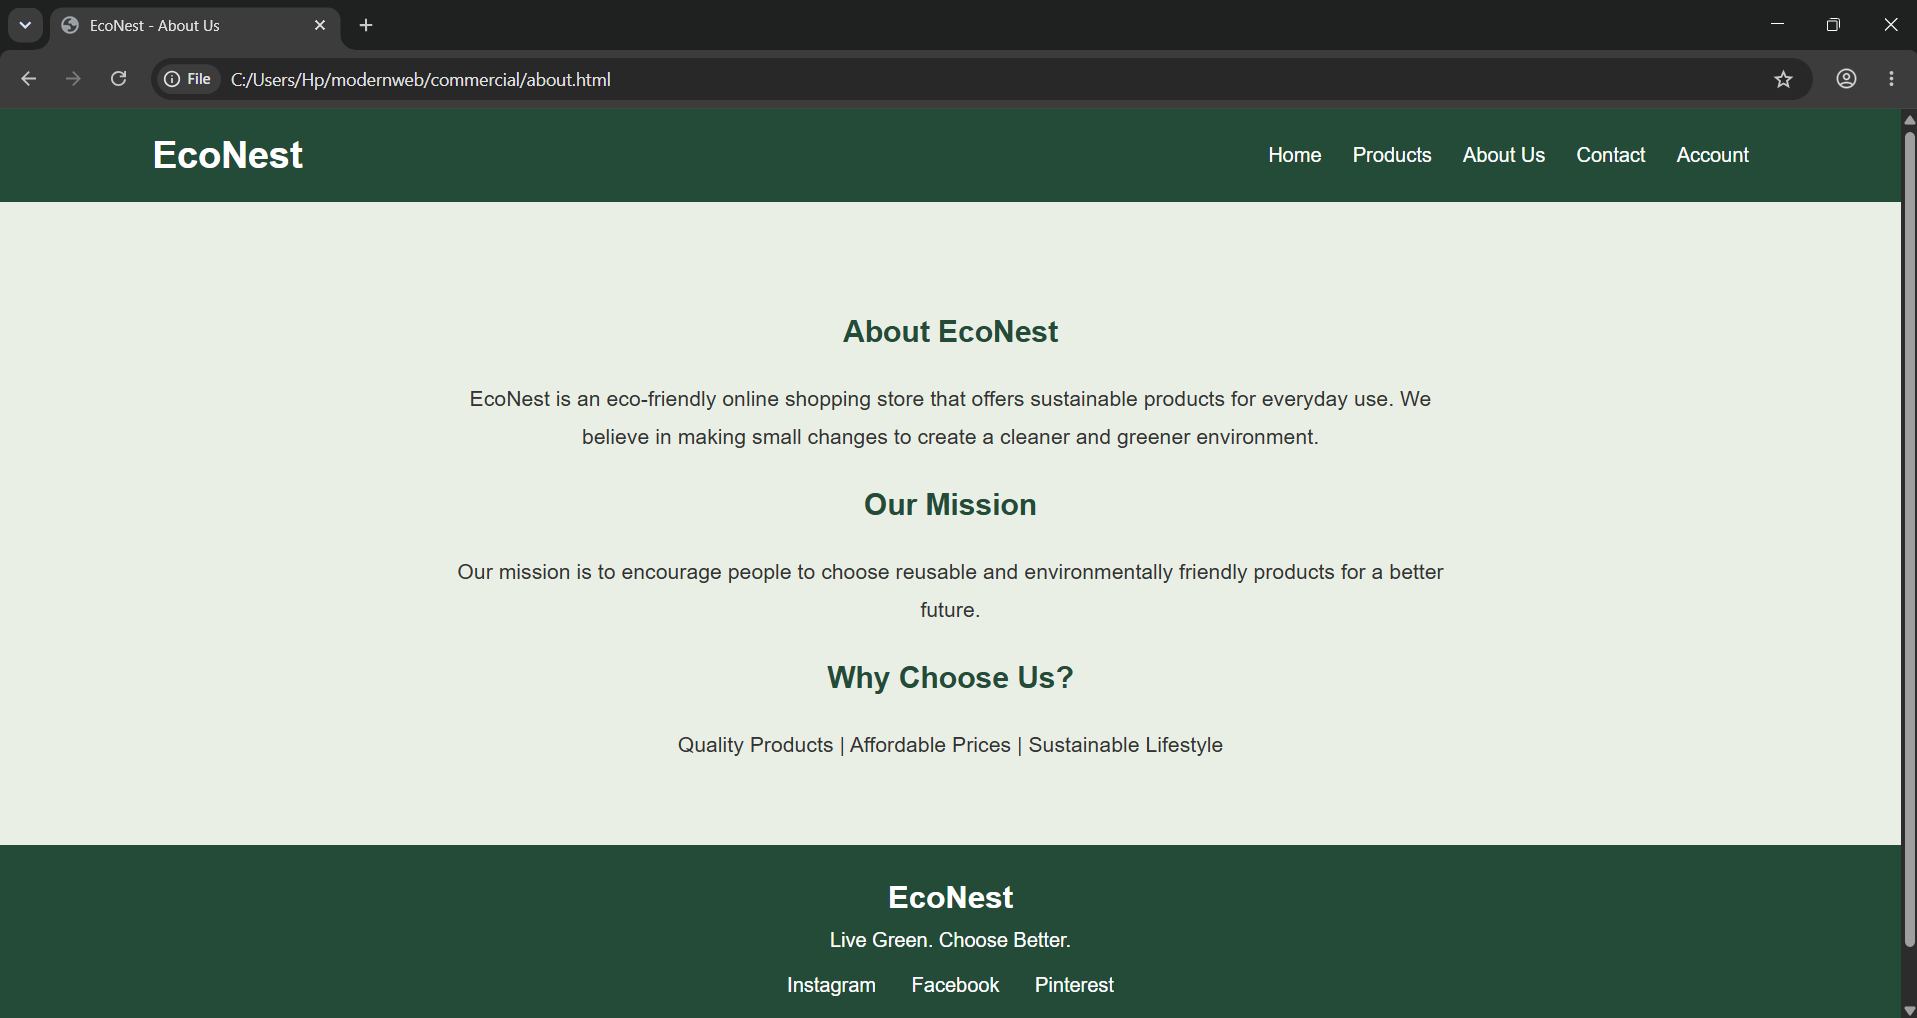 EcoNest - About Us
File C:/Users/Hp/modernweb/commercial/about.html
EcoNest
Home Products About Us Contact Account
About EcoNest
EcoNest is an eco-friendly online shopping store that offers sustainable products for everyday use. We
believe in making small changes to create a cleaner and greener environment.
Our Mission
Our mission is to encourage people to choose reusable and environmentally friendly products for a better
future.
Why Choose Us?
Quality Products | Affordable Prices | Sustainable Lifestyle
EcoNest
Live Green. Choose Better.
Instagram Facebook Pinterest